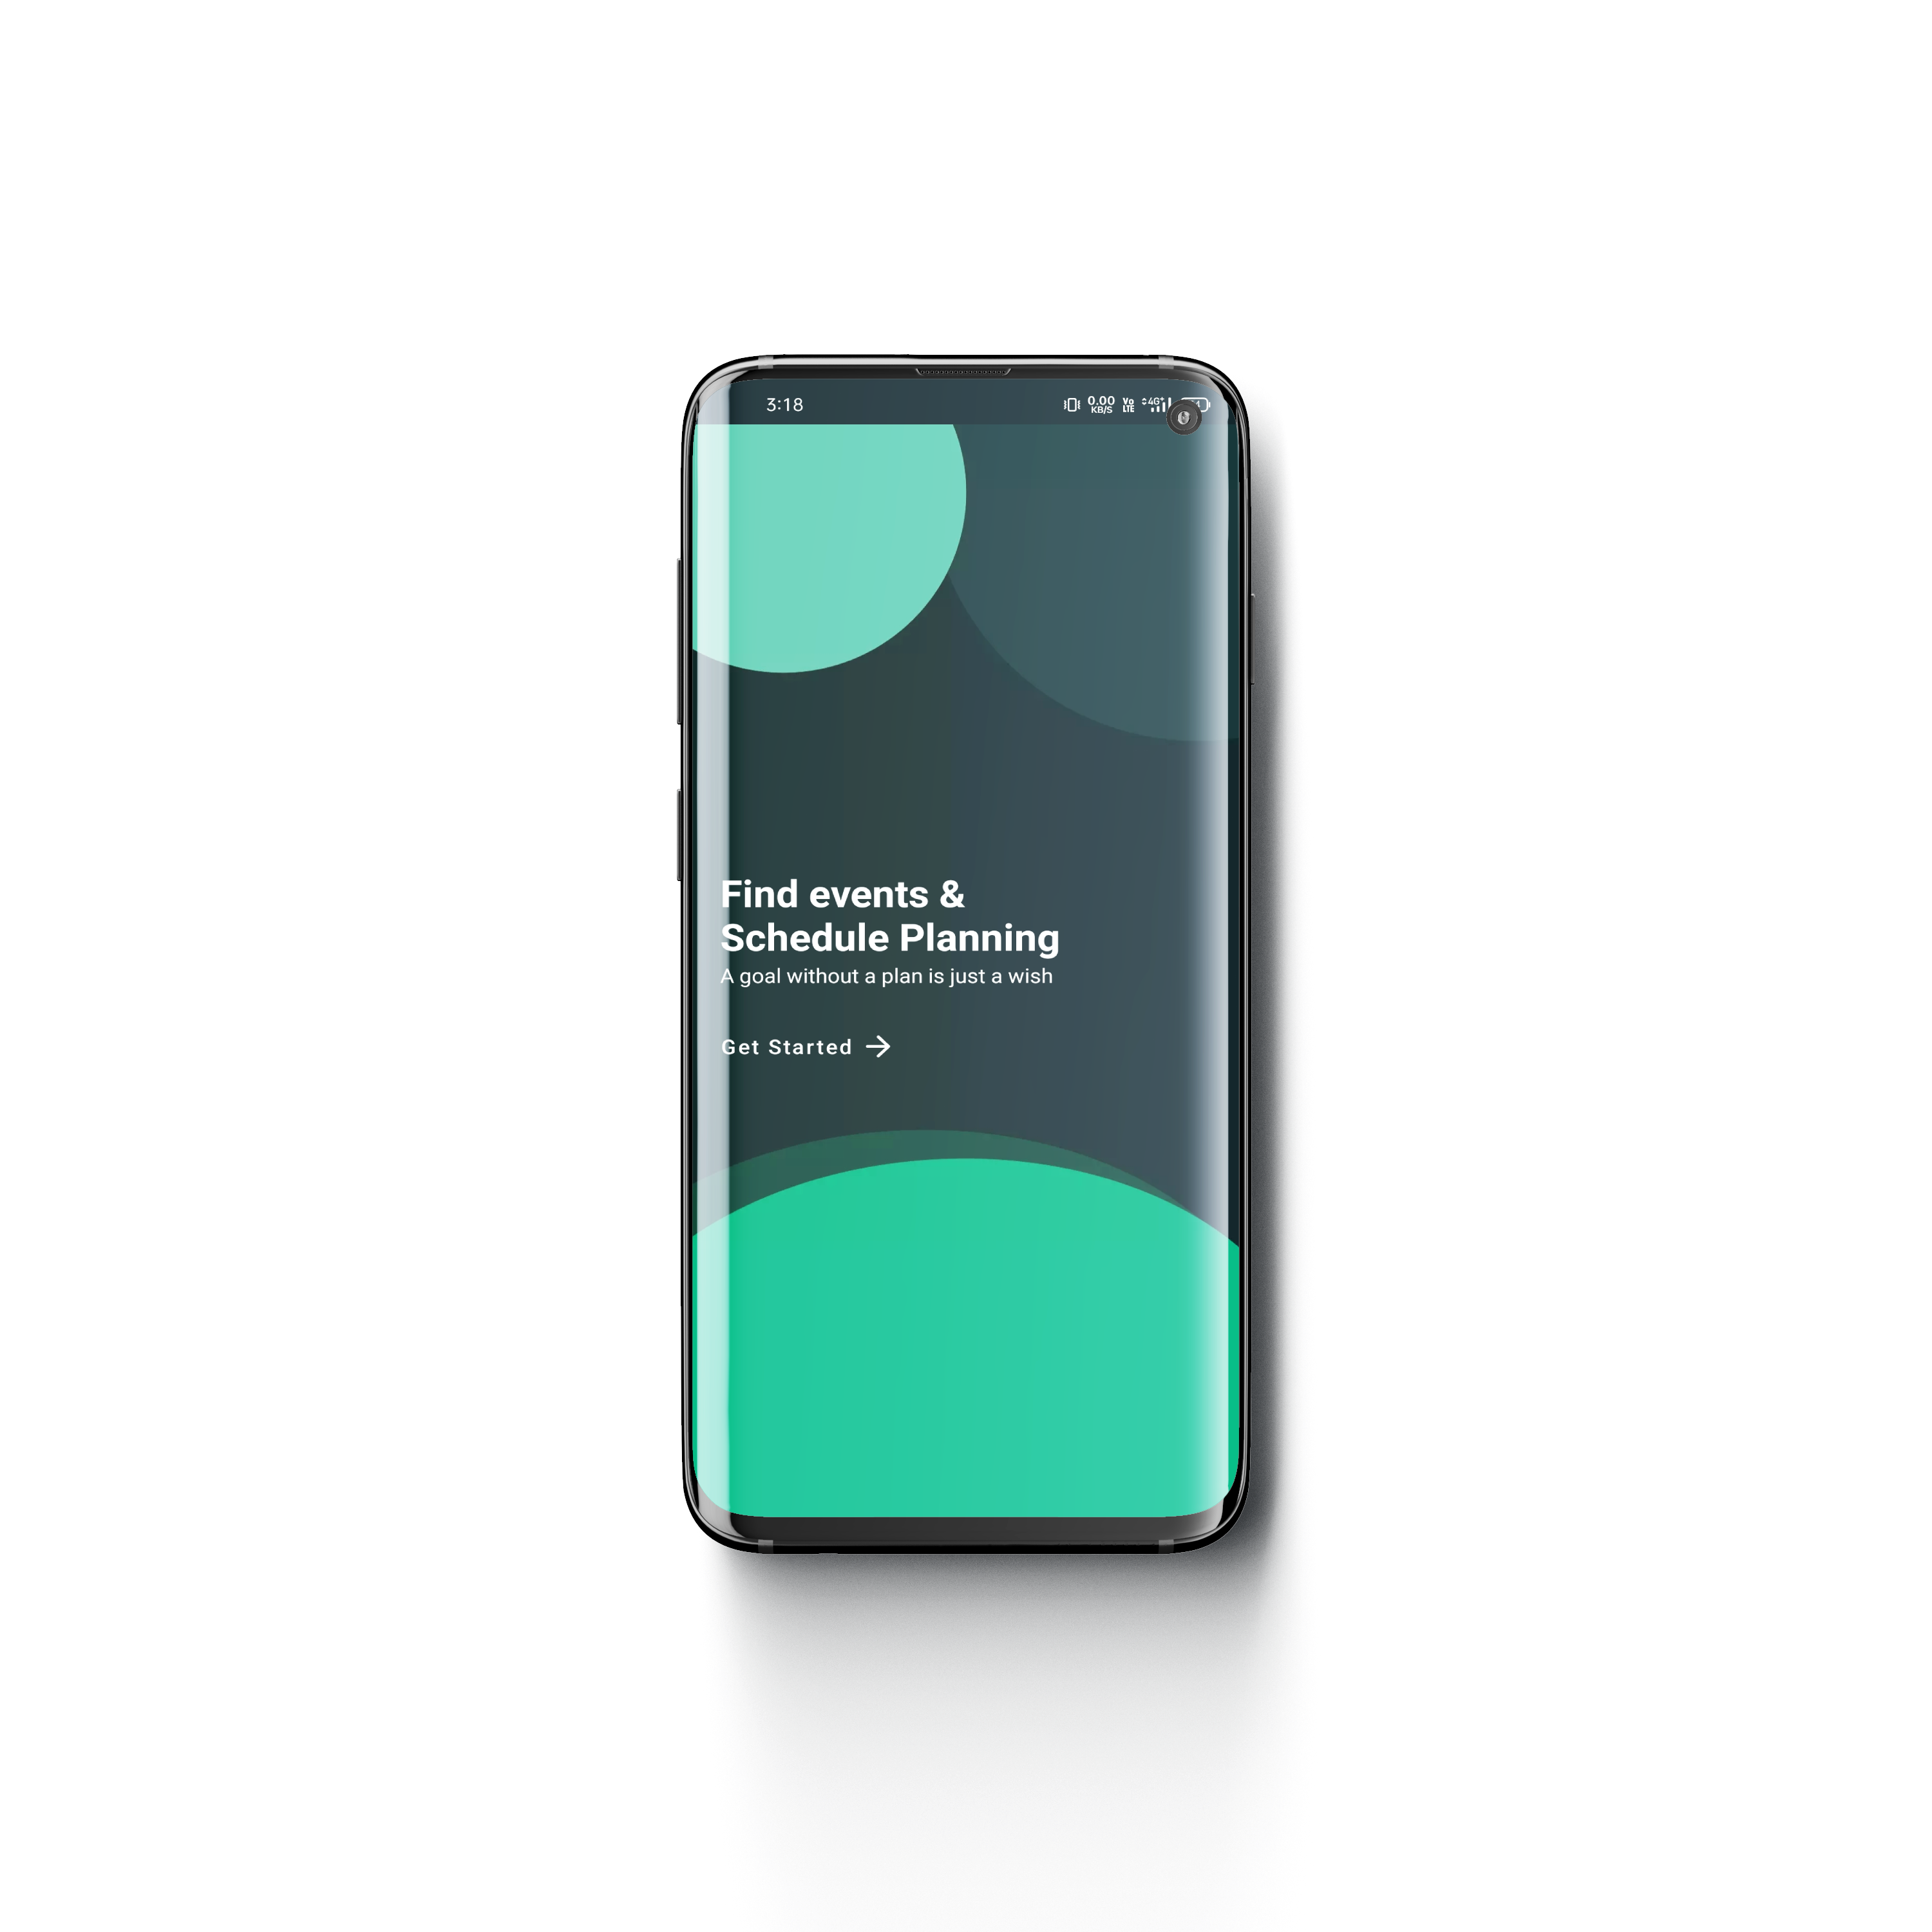 3:18
0.00
KB/S
Vo
LTE
4G+
Find events &
Schedule Planning
A goal without a plan is just a wish
Get Started